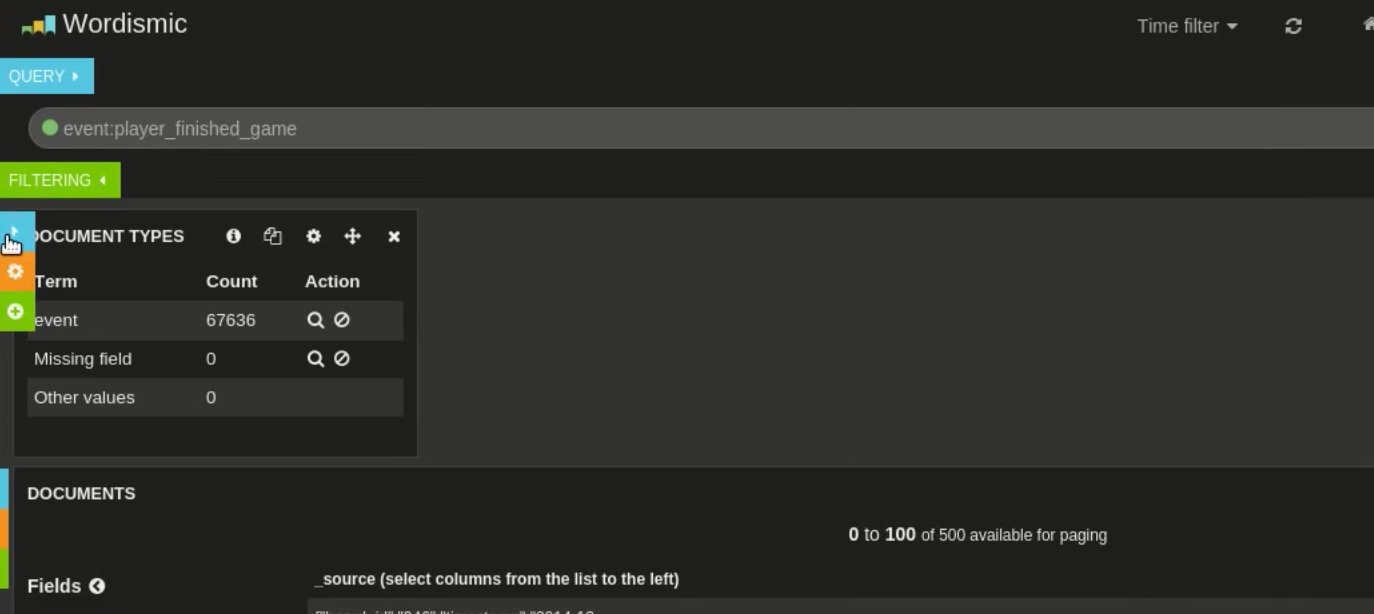 Wordismic
Time filter
QUERY
event:player_finished_game
FILTERING
DOCUMENT TYPES
Term Count Action
event 67636
Missing field 0
Other values 0
DOCUMENTS
0 to 100 of 500 available for paging
Fields
_source (select columns from the list to the left)